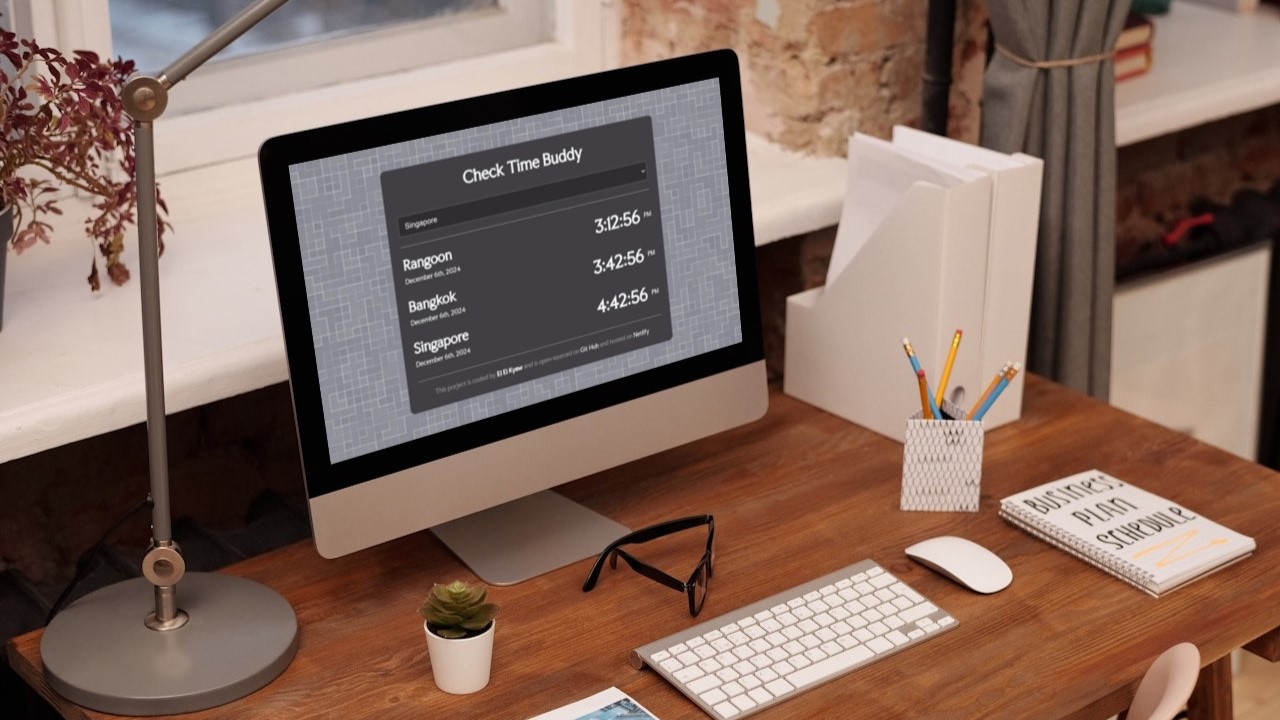 Check Time Buddy
Singapore
Rangoon
December 6th, 2024
3:12:56 PM
Bangkok
December 6th, 2024
3:42:56 PM
Singapore
December 6th, 2024
4:42:56 PM
This porject is coded by Ei Ei Kyaw and is open-sourced on Git Hub and hosted on Netlify
BUSINESS
PLAN
SCHEDULE